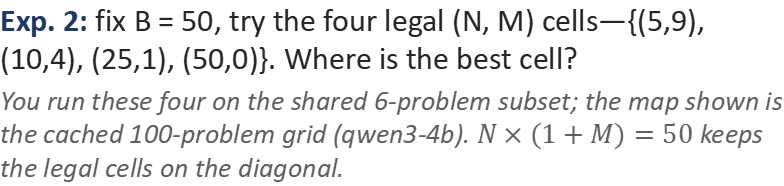 Exp. 2: fix B = 50, try the four legal (N, M) cells—{(5,9),
(10,4), (25,1), (50,0)}. Where is the best cell?
You run these four on the shared 6-problem subset; the map shown is
the cached 100-problem grid (qwen3-4b). N × (1 + M) = 50 keeps
the legal cells on the diagonal.